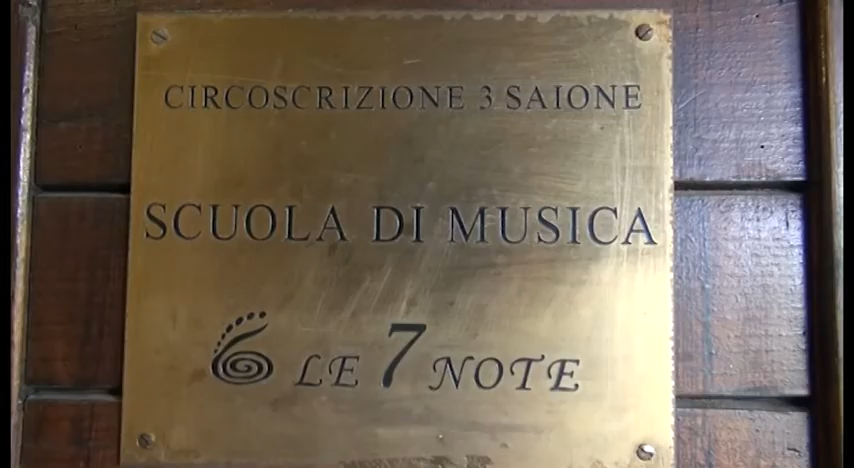 CIRCOSCRIZIONE 3 SAIONE
SCUOLA DI MUSICA
LE 7 NOTE